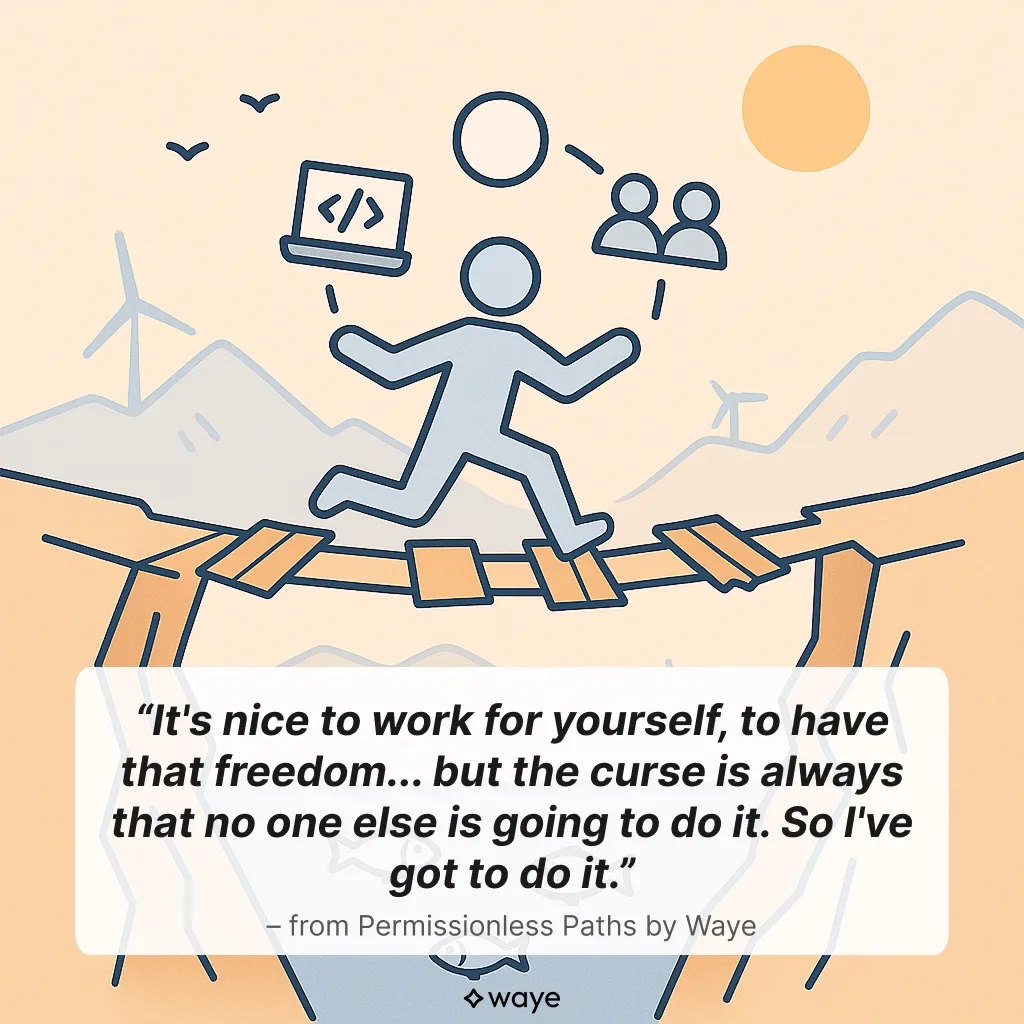 </>
“It's nice to work for yourself, to have
that freedom... but the curse is always
that no one else is going to do it. So I've
got to do it.”
– from Permissionless Paths by Waye
waye